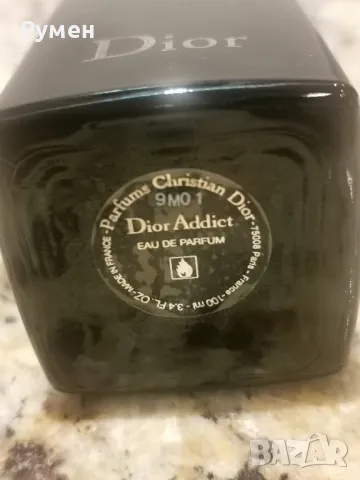 Румен
Dior
Parfums Christian Dior - 75008 Paris - France - 100 ml - 3.4 FL. OZ - MADE IN FRANCE -
9M01
Dior Addict
EAU DE PARFUM
BAZAR